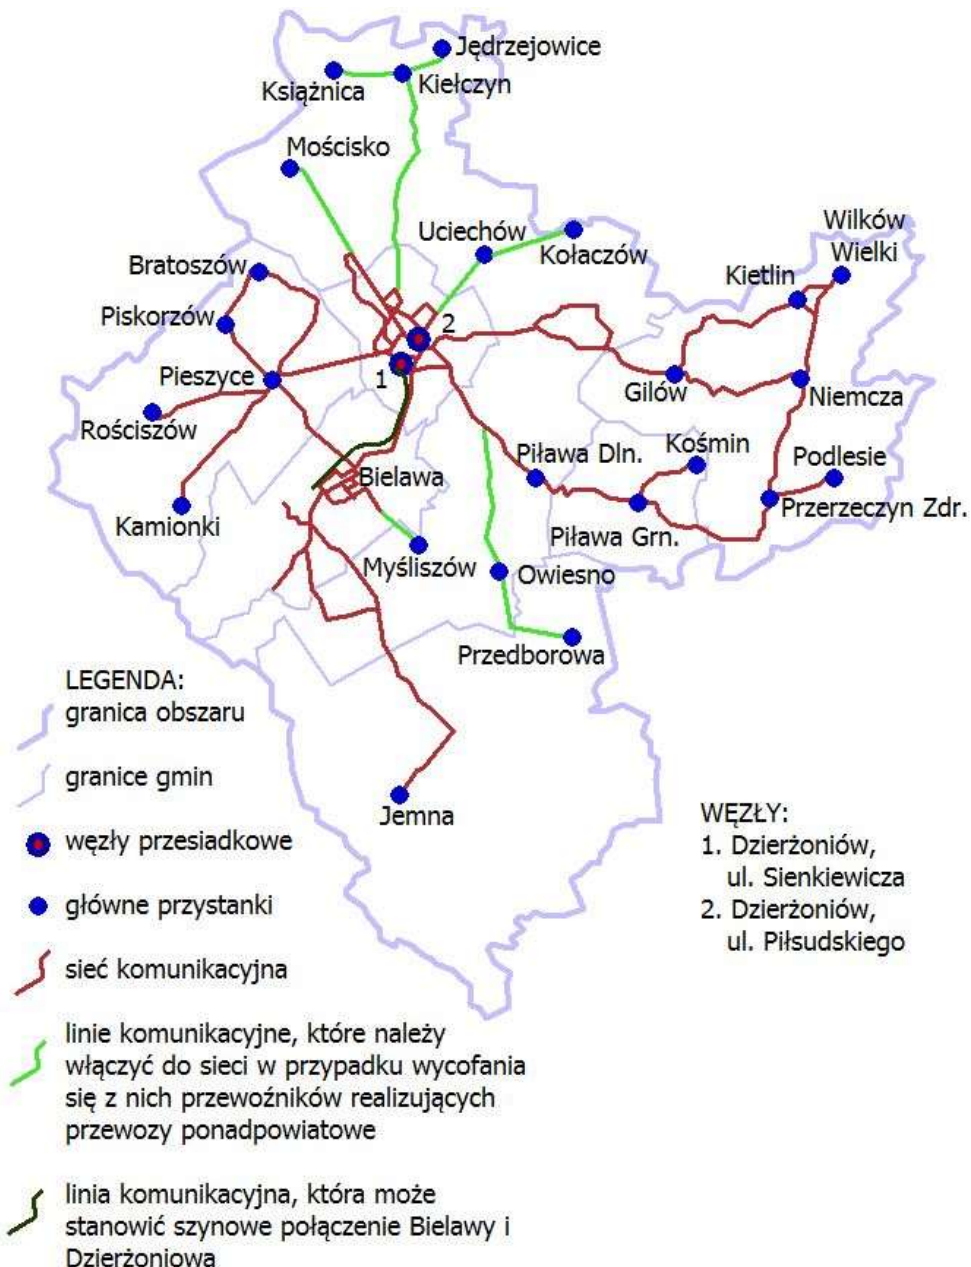 Jędrzejowice
Książnica
Kiełczyn
Mościsko
Uciechów
Kołaczów
Wilków
Wielki
Bratoszów
Kietlin
Piskorzów
2
Pieszyce
1
Gilów
Niemcza
Rościszów
Kośmin
Piława Dln.
Podlesie
Bielawa
Kamionki
Piława Grn.
Przerzeczyn Zdr.
Myśliszów
Owiesno
Przedborowa
Jemna
LEGENDA:
granica obszaru
granice gmin
węzły przesiadkowe
główne przystanki
sieć komunikacyjna
linie komunikacyjne, które należy
włączyć do sieci w przypadku wycofania
się z nich przewoźników realizujących
przewozy ponadpowiatowe
linia komunikacyjna, która może
stanowić szynowe połączenie Bielawy i
Dzierżoniowa
WĘZŁY:
1. Dzierżoniów,
ul. Sienkiewicza
2. Dzierżoniów,
ul. Piłsudskiego